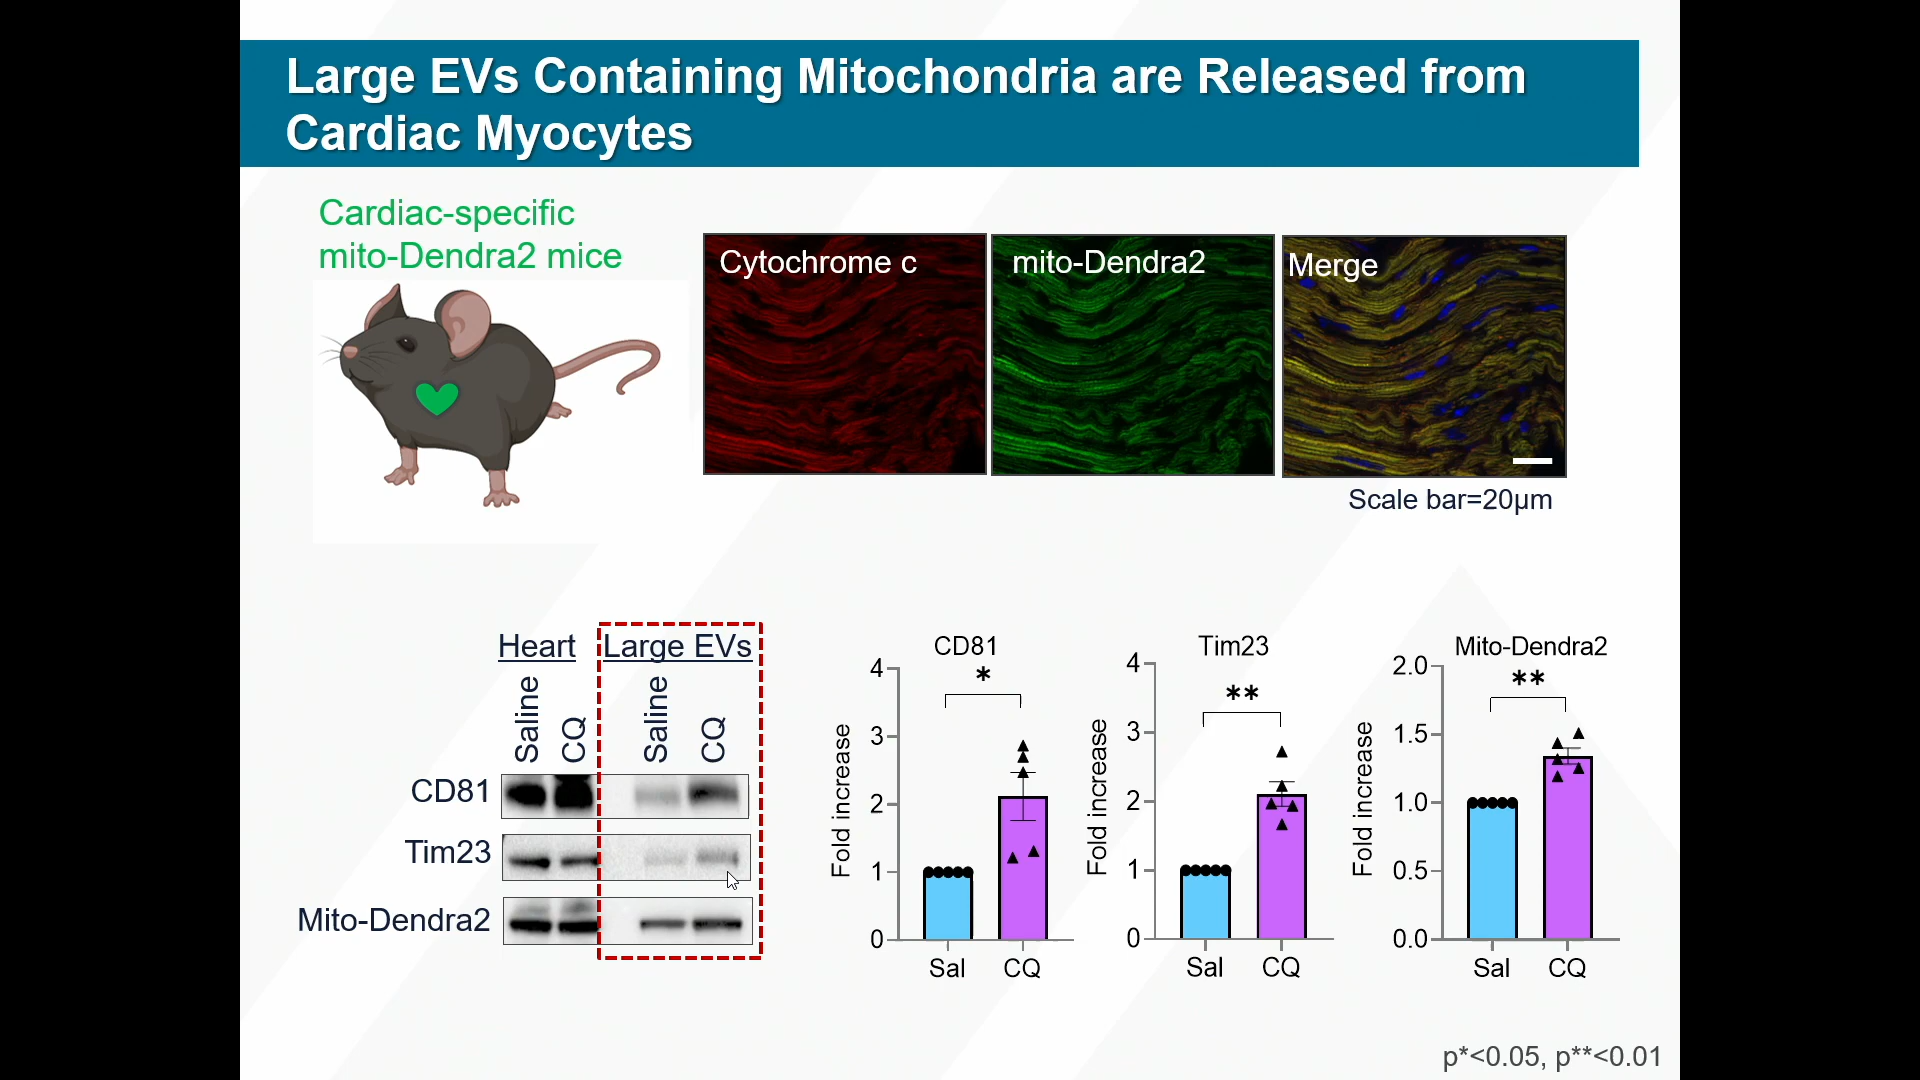 Large EVs Containing Mitochondria are Released from
Cardiac Myocytes
Cardiac-specific
mito-Dendra2 mice
Cytochrome c
mito-Dendra2
Merge
Scale bar=20µm
Heart
Large EVs
Saline
CQ
Saline
CQ
CD81
Tim23
Mito-Dendra2
CD81
*
Fold increase
4
3
2
1
0
Sal
CQ
Tim23
**
Fold increase
4
3
2
1
0
Sal
CQ
Mito-Dendra2
**
Fold increase
2.0
1.5
1.0
0.5
0.0
Sal
CQ
p*<0.05, p**<0.01